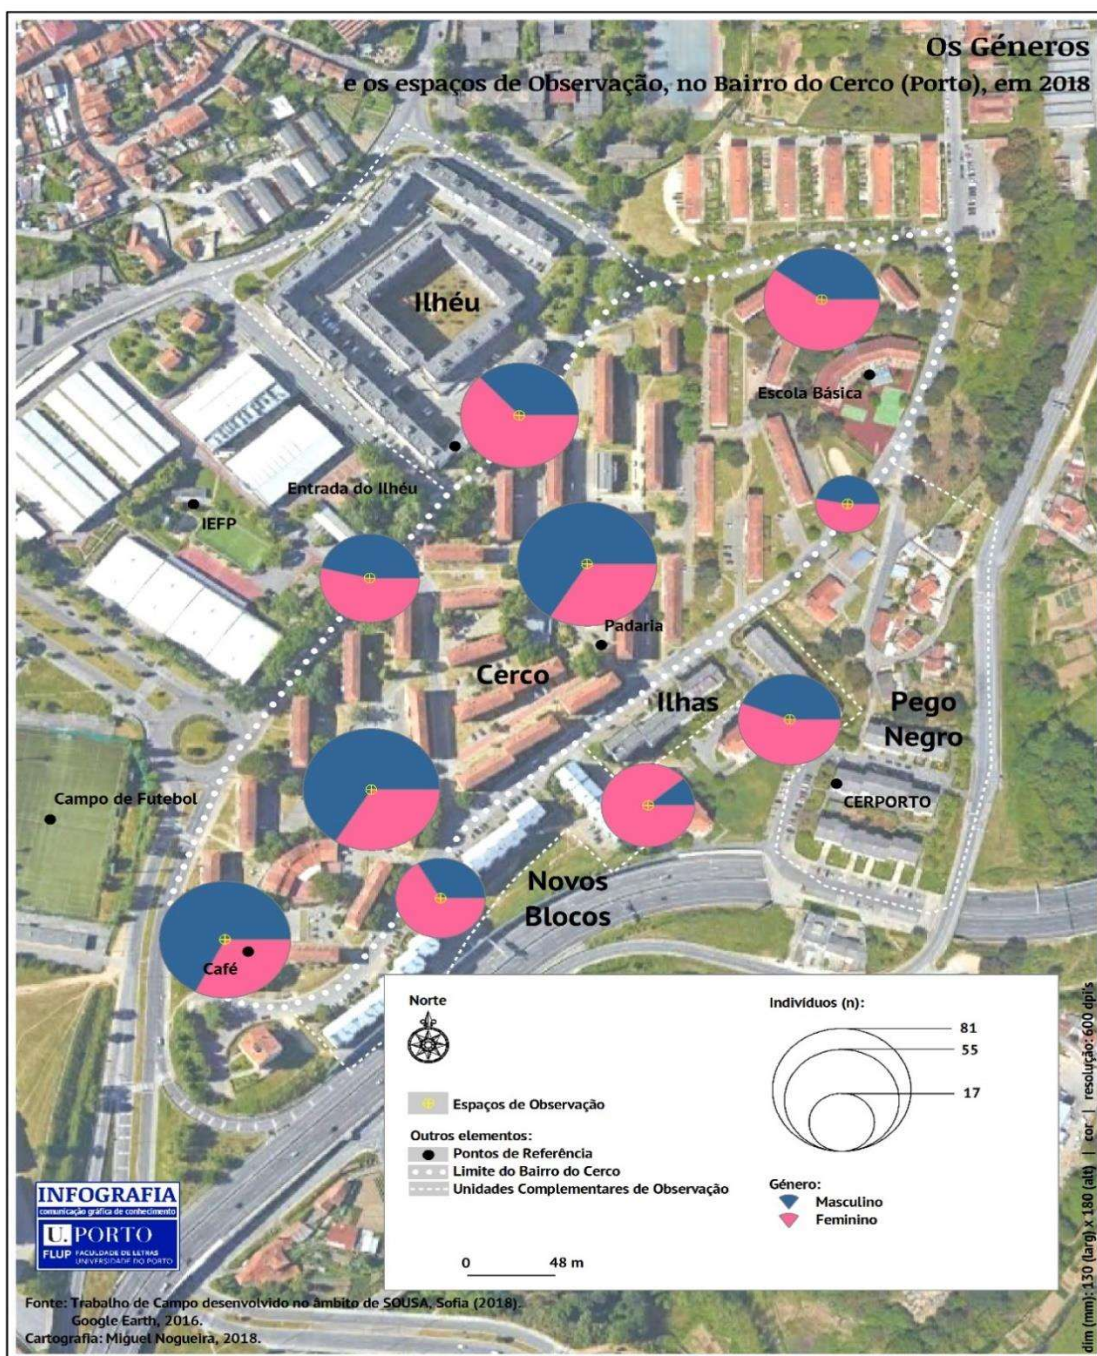 Os Géneros
e os espaços de Observação, no Bairro do Cerco (Porto), em 2018
Ilhéu
Escola Básica
Entrada do Ilhéu
IEFP
Padaria
Cerco
Ilhas
Pego
Negro
Campo de Futebol
CERPORTO
Novos
Blocos
Café
Norte
Espaços de Observação
Outros elementos:
Pontos de Referência
Limite do Bairro do Cerco
Unidades Complementares de Observação
0 48 m
Indivíduos (n):
81
55
17
Género:
Masculino
Feminino
INFOGRAFIA
comunicação gráfica de conhecimento
U. PORTO
FLUP FACULDADE DE LETRAS
UNIVERSIDADE DO PORTO
Fonte: Trabalho de Campo desenvolvido no âmbito de SOUSA, Sofia (2018).
Google Earth, 2016.
Cartografia: Miguel Nogueira, 2018.
dim (mm): 130 (larg) x 180 (alt) | cor | resolução: 600 dpi's